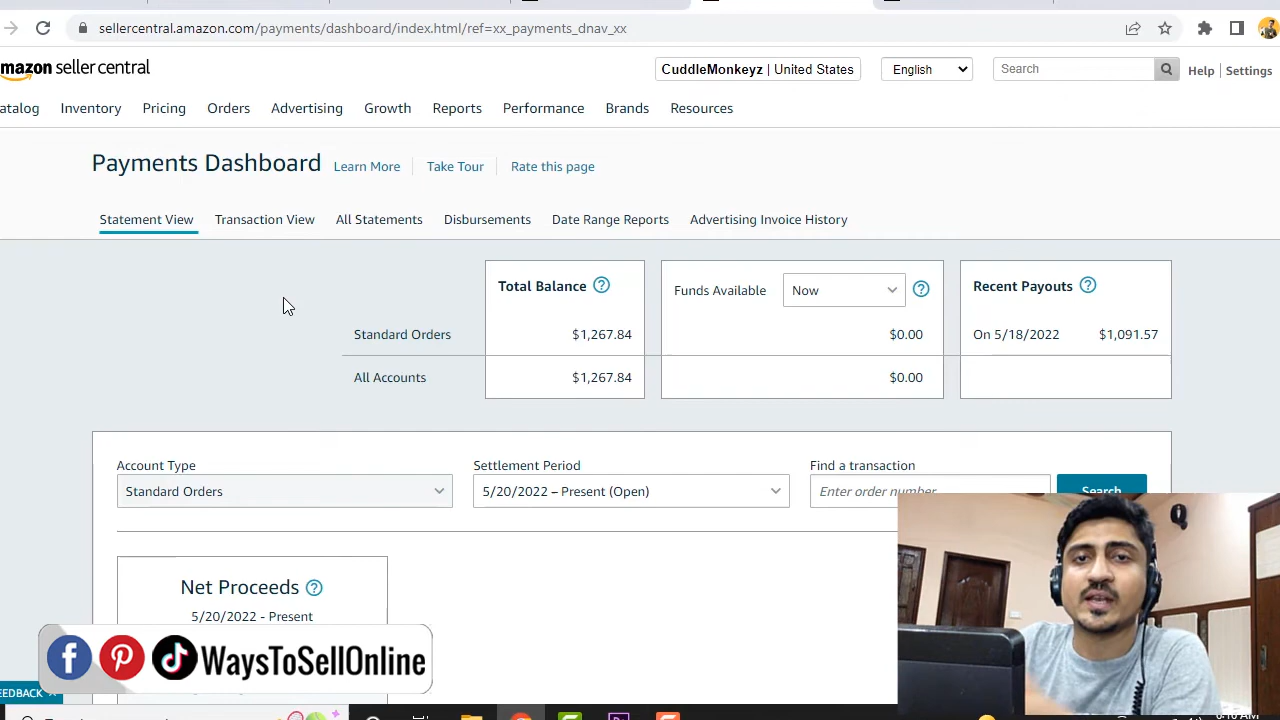 sellercentral.amazon.com/payments/dashboard/index.html/ref=xx_payments_dnav_xx
mazon seller central
CuddleMonkeyz | United States
English
Search
Help
Settings
atalog
Inventory
Pricing
Orders
Advertising
Growth
Reports
Performance
Brands
Resources
Payments Dashboard
Learn More
Take Tour
Rate this page
Statement View
Transaction View
All Statements
Disbursements
Date Range Reports
Advertising Invoice History
Total Balance ?
Funds Available
Now
?
Recent Payouts ?
Standard Orders
$1,267.84
$0.00
On 5/18/2022
$1,091.57
All Accounts
$1,267.84
$0.00
Account Type
Settlement Period
Find a transaction
Standard Orders
5/20/2022 – Present (Open)
Enter order number
Search
Net Proceeds ?
5/20/2022 - Present
WaysToSellOnline
EEDBACK